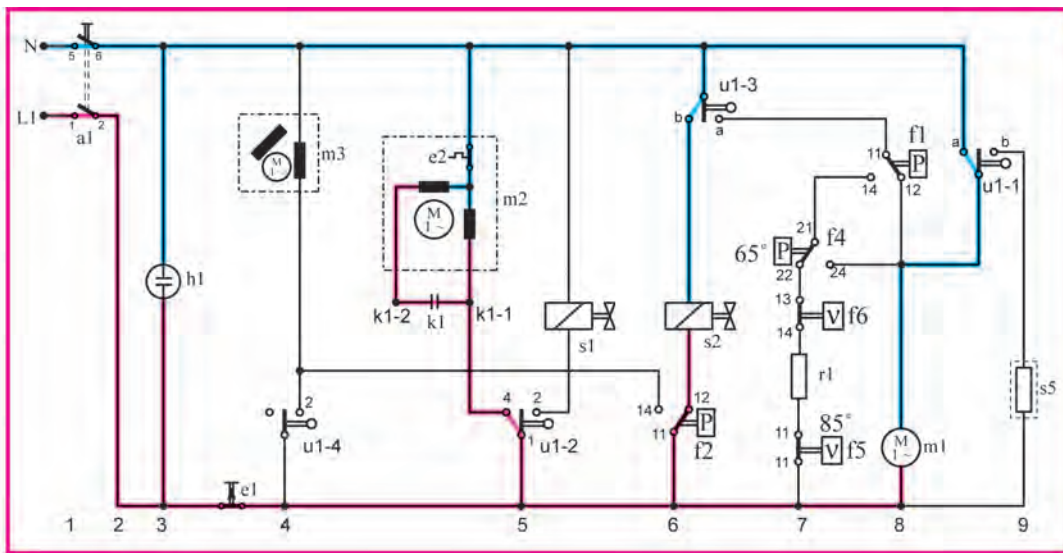 N
5 6
L1
1 2
a1
h1
e1
M
1~
m3
e2
M
1~
m2
k1-2 k1 k1-1
2
u1-4
4 2
1
u1-2
s1
u1-3
b a
s2
14 12
11
P
f2
11
14 12
f1
P
21
65° P f4
22 24
13
14
V f6
r1
85°
11
11
V f5
M
1~
m1
a b
u1-1
s5
1 2 3 4 5 6 7 8 9